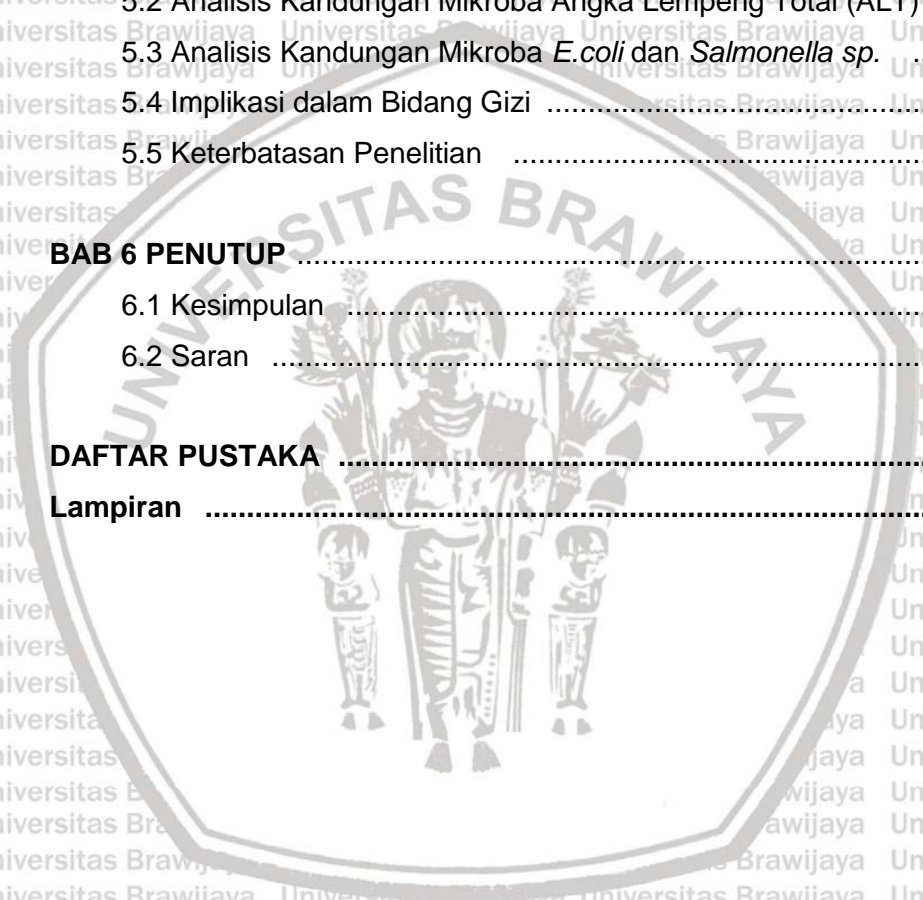 5.2 Analisis Kandungan Mikroba Angka Lempeng Total (ALT)
5.3 Analisis Kandungan Mikroba E.coli dan Salmonella sp. ..
5.4 Implikasi dalam Bidang Gizi ..........................................
5.5 Keterbatasan Penelitian ..........................................
UNIVERSITAS BRAWIJAYA
BAB 6 PENUTUP ..........................................
6.1 Kesimpulan ..........................................
6.2 Saran ..........................................
DAFTAR PUSTAKA ..........................................
Lampiran ..........................................